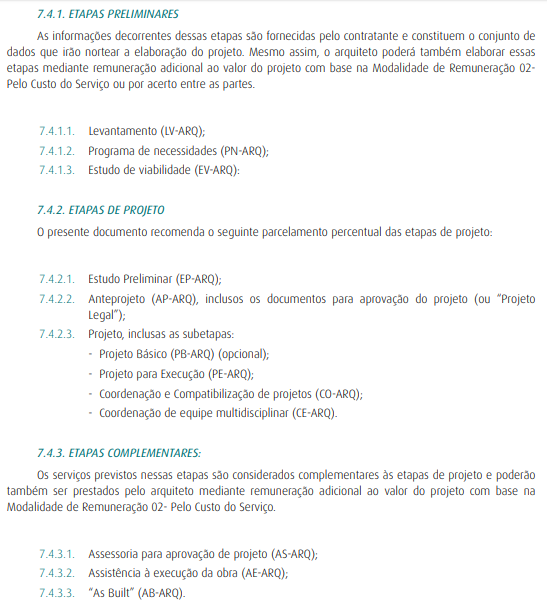 7.4.1. ETAPAS PRELIMINARES
As informações decorrentes dessas etapas são fornecidas pelo contratante e constituem o conjunto de
dados que irão nortear a elaboração do projeto. Mesmo assim, o arquiteto poderá também elaborar essas
etapas mediante remuneração adicional ao valor do projeto com base na Modalidade de Remuneração 02-
Pelo Custo do Serviço ou por acerto entre as partes.
7.4.1.1. Levantamento (LV-ARQ);
7.4.1.2. Programa de necessidades (PN-ARQ);
7.4.1.3. Estudo de viabilidade (EV-ARQ):
7.4.2. ETAPAS DE PROJETO
O presente documento recomenda o seguinte parcelamento percentual das etapas de projeto:
7.4.2.1. Estudo Preliminar (EP-ARQ);
7.4.2.2. Anteprojeto (AP-ARQ), inclusos os documentos para aprovação do projeto (ou “Projeto
Legal”);
7.4.2.3. Projeto, inclusas as subetapas:
- Projeto Básico (PB-ARQ) (opcional);
- Projeto para Execução (PE-ARQ);
- Coordenação e Compatibilização de projetos (CO-ARQ);
- Coordenação de equipe multidisciplinar (CE-ARQ).
7.4.3. ETAPAS COMPLEMENTARES:
Os serviços previstos nessas etapas são considerados complementares às etapas de projeto e poderão
também ser prestados pelo arquiteto mediante remuneração adicional ao valor do projeto com base na
Modalidade de Remuneração 02- Pelo Custo do Serviço.
7.4.3.1. Assessoria para aprovação de projeto (AS-ARQ);
7.4.3.2. Assistência à execução da obra (AE-ARQ);
7.4.3.3. “As Built” (AB-ARQ).